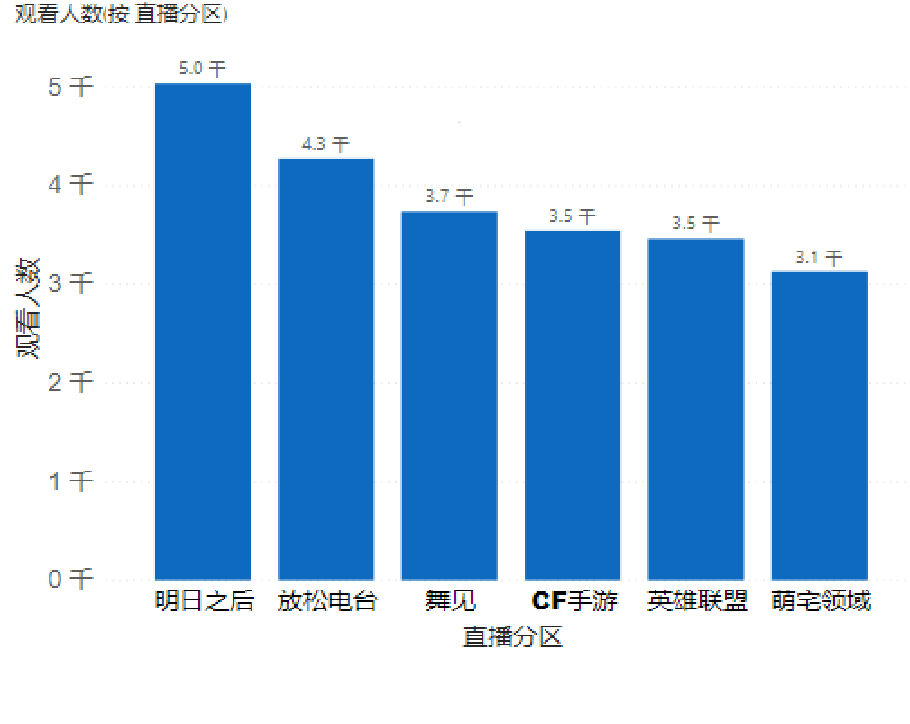 观看人数(按 直播分区)
5 千
4 千
3 千
2 千
1 千
0 千
观看人数
5.0 千
4.3 千
3.7 千
3.5 千
3.5 千
3.1 千
明日之后 放松电台 舞见 CF手游 英雄联盟 萌宅领域
直播分区